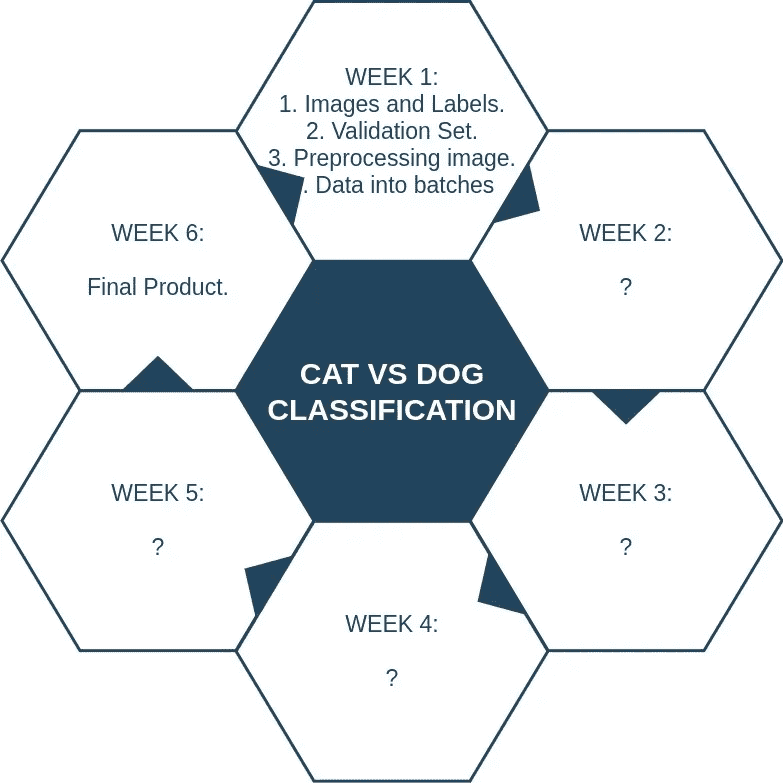 WEEK 1:
1. Images and Labels.
2. Validation Set.
3. Preprocessing image.
. Data into batches
WEEK 6:
Final Product.
WEEK 2:
?
CAT VS DOG
CLASSIFICATION
WEEK 5:
?
WEEK 3:
?
WEEK 4:
?